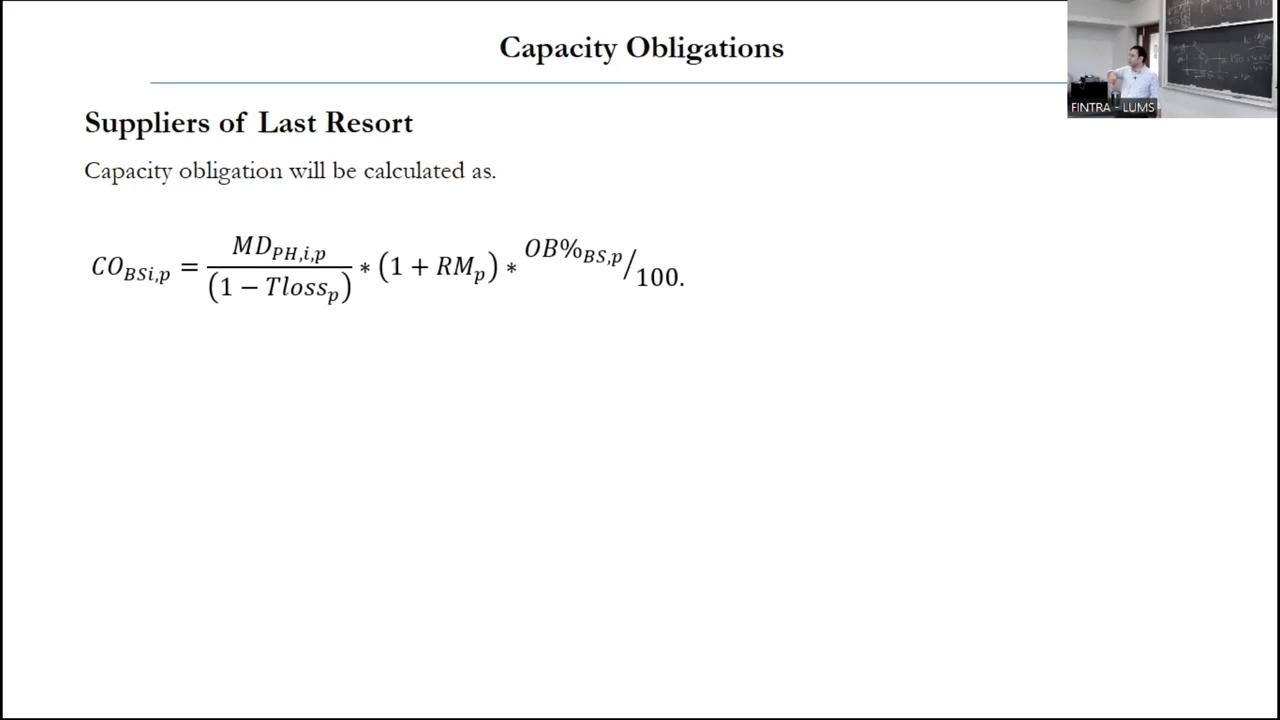 Capacity Obligations
FINTRA - LUMS
Suppliers of Last Resort
Capacity obligation will be calculated as.
CO_{BSi,p} = \frac{MD_{PH,i,p}}{(1 - Tloss_p)} * (1 + RM_p) * OB\%_{BS,p}/100.